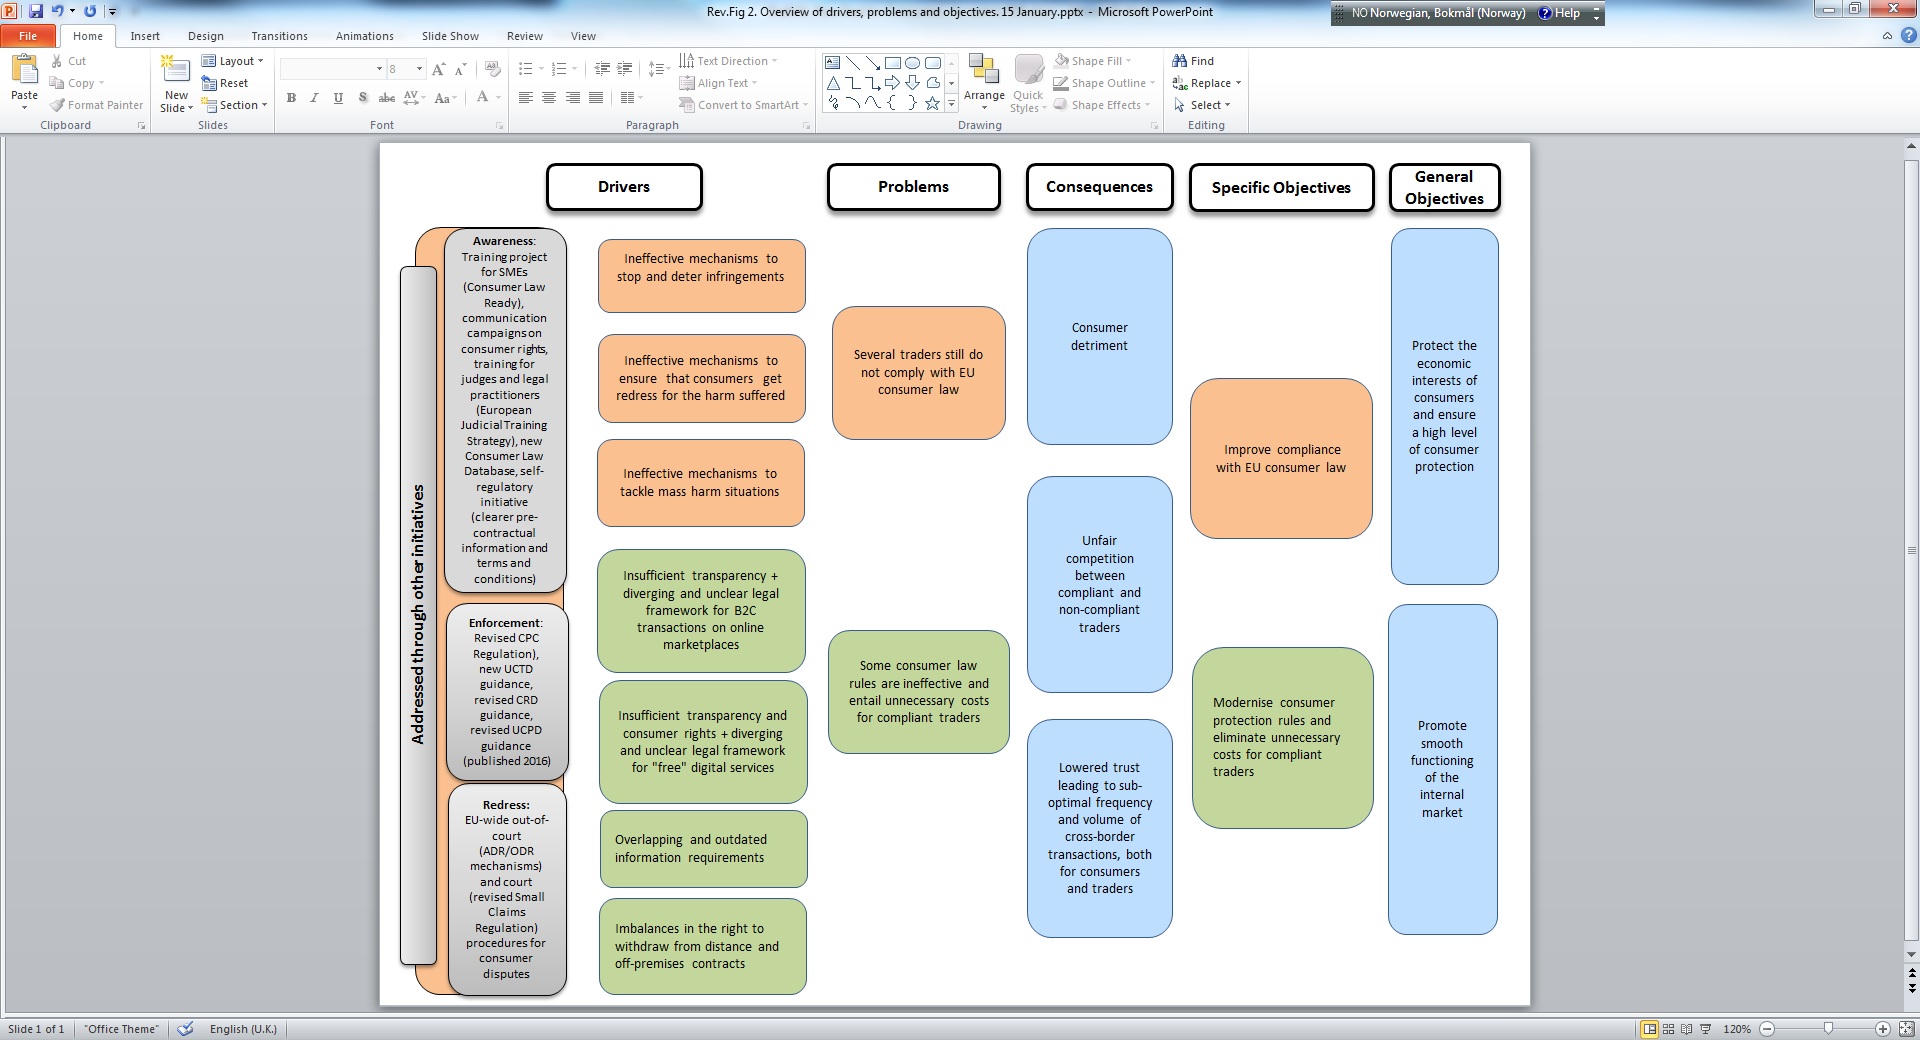 Rev.Fig 2. Overview of drivers, problems and objectives. 15 January.pptx - Microsoft PowerPoint
NO Norwegian, Bokmål (Norway)
Help
File
Home
Insert
Design
Transitions
Animations
Slide Show
Review
View
Paste
Cut
Copy
Format Painter
Clipboard
New
Slide
Layout
Reset
Section
Slides
8
B I U S abc AV Aa A
Font
Text Direction
Align Text
Convert to SmartArt
Paragraph
Arrange
Quick
Styles
Shape Fill
Shape Outline
Shape Effects
Drawing
Find
Replace
Select
Editing
Drivers
Problems
Consequences
Specific Objectives
General
Objectives
Addressed through other initiatives
Awareness:
Training project
for SMEs
(Consumer Law
Ready),
communication
campaigns on
consumer rights,
training for
judges and legal
practitioners
(European
Judicial Training
Strategy), new
Consumer Law
Database, self-
regulatory
initiative
(clearer pre-
contractual
information and
terms and
conditions)
Enforcement:
Revised CPC
Regulation),
new UCTD
guidance,
revised CRD
guidance,
revised UCPD
guidance
(published 2016)
Redress:
EU-wide out-of-
court
(ADR/ODR
mechanisms)
and court
(revised Small
Claims
Regulation)
procedures for
consumer
disputes
Ineffective mechanisms to
stop and deter infringements
Ineffective mechanisms to
ensure that consumers get
redress for the harm suffered
Ineffective mechanisms to
tackle mass harm situations
Insufficient transparency +
diverging and unclear legal
framework for B2C
transactions on online
marketplaces
Insufficient transparency and
consumer rights + diverging
and unclear legal framework
for "free" digital services
Overlapping and outdated
information requirements
Imbalances in the right to
withdraw from distance and
off-premises contracts
Several traders still do
not comply with EU
consumer law
Some consumer law
rules are ineffective and
entail unnecessary costs
for compliant traders
Consumer
detriment
Unfair
competition
between
compliant and
non-compliant
traders
Lowered trust
leading to sub-
optimal frequency
and volume of
cross-border
transactions, both
for consumers
and traders
Improve compliance
with EU consumer law
Modernise consumer
protection rules and
eliminate unnecessary
costs for compliant
traders
Protect the
economic
interests of
consumers
and ensure
a high level
of consumer
protection
Promote
smooth
functioning
of the
internal
market
Slide 1 of 1
"Office Theme"
English (U.K.)
120%